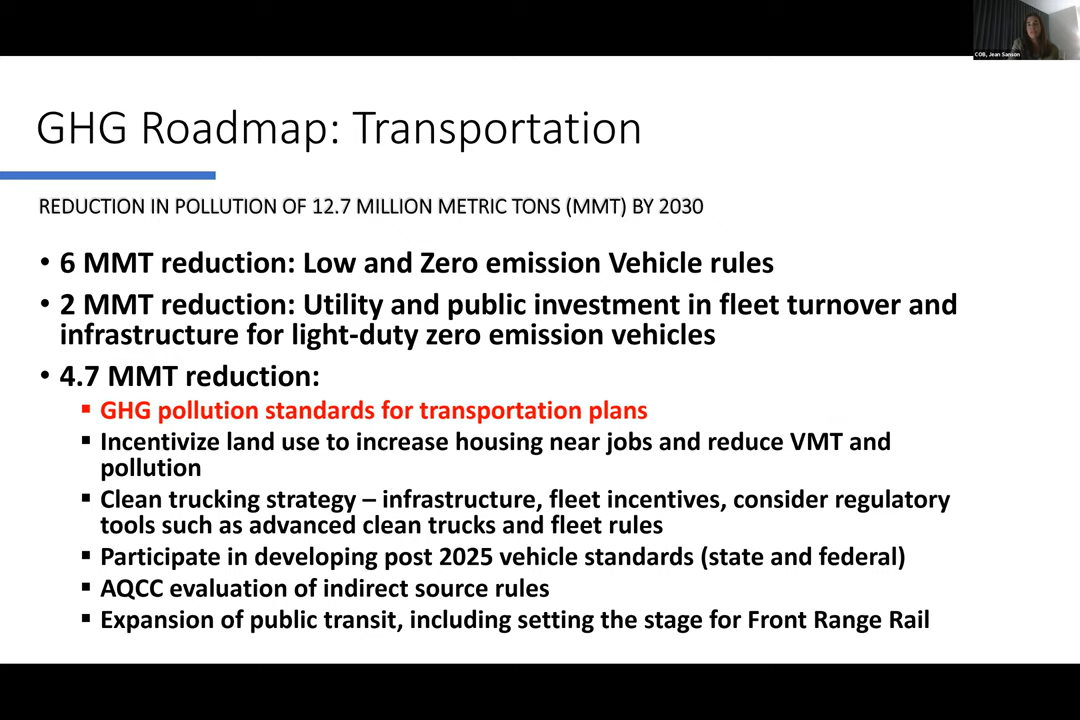 COB, Jean Sanson
GHG Roadmap: Transportation
REDUCTION IN POLLUTION OF 12.7 MILLION METRIC TONS (MMT) BY 2030
• 6 MMT reduction: Low and Zero emission Vehicle rules
• 2 MMT reduction: Utility and public investment in fleet turnover and
infrastructure for light-duty zero emission vehicles
• 4.7 MMT reduction:
▪ GHG pollution standards for transportation plans
▪ Incentivize land use to increase housing near jobs and reduce VMT and
pollution
▪ Clean trucking strategy – infrastructure, fleet incentives, consider regulatory
tools such as advanced clean trucks and fleet rules
▪ Participate in developing post 2025 vehicle standards (state and federal)
▪ AQCC evaluation of indirect source rules
▪ Expansion of public transit, including setting the stage for Front Range Rail